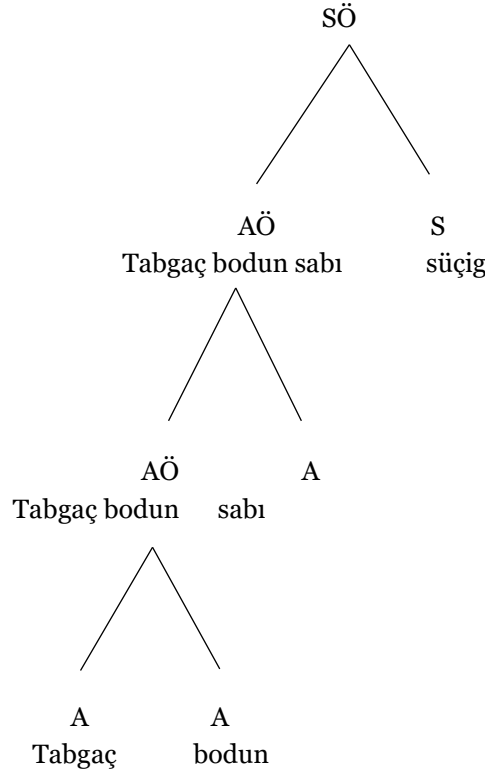 SÖ
AÖ S
Tabgaç bodun sabı süçig
AÖ A
Tabgaç bodun sabı
A A
Tabgaç bodun